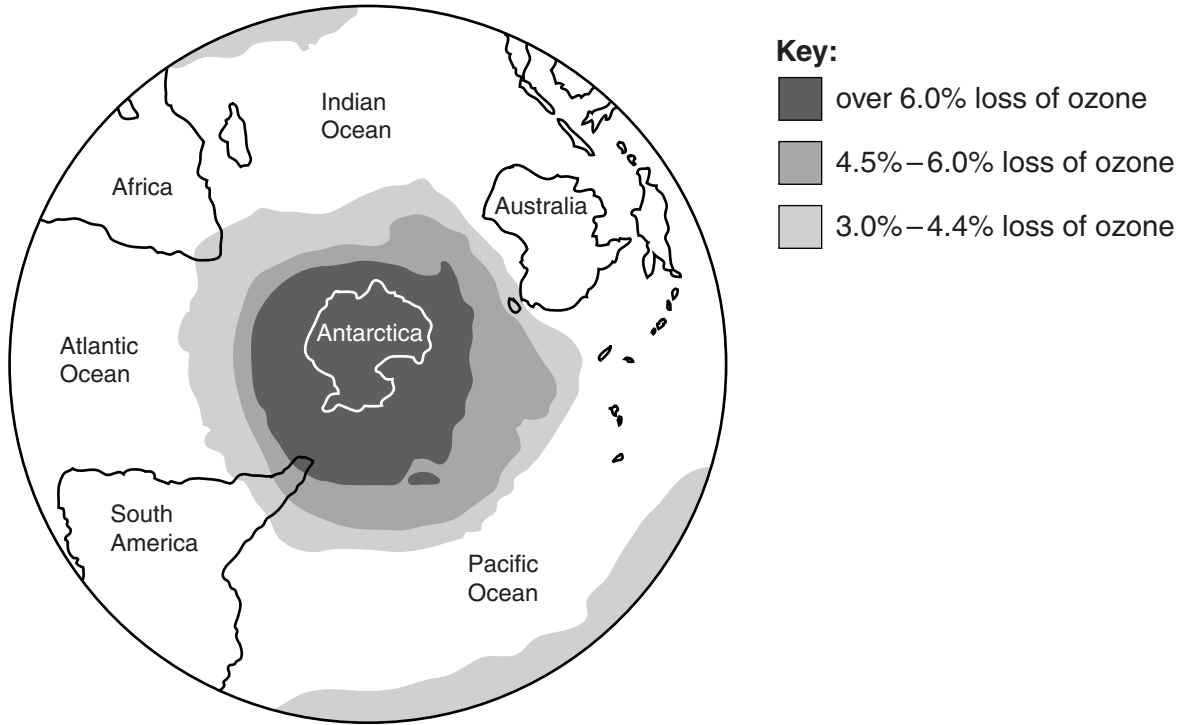 Indian
Ocean
Africa
Australia
Antarctica
Atlantic
Ocean
South
America
Pacific
Ocean
Key:
over 6.0% loss of ozone
4.5%–6.0% loss of ozone
3.0%–4.4% loss of ozone